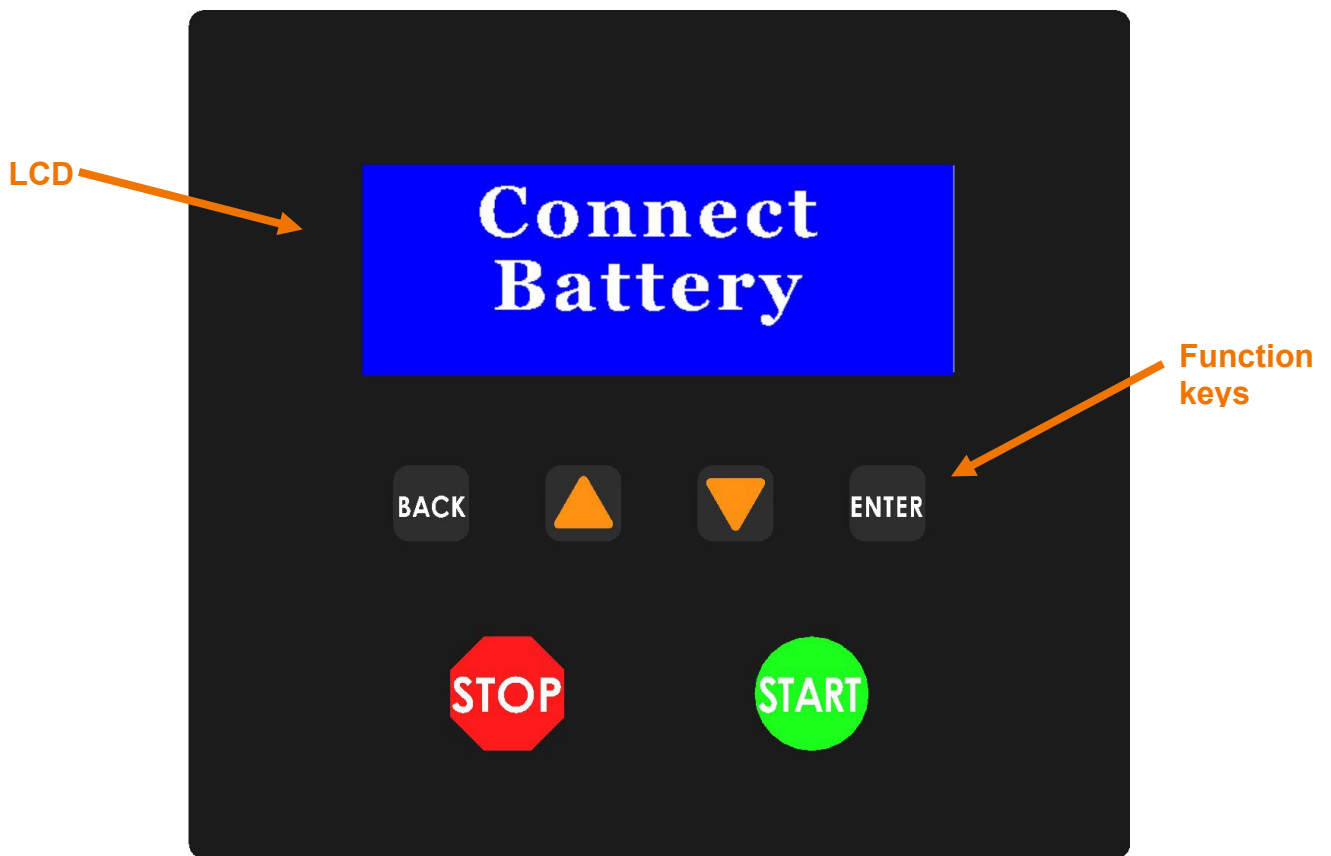 LCD
Connect
Battery
Function
keys
BACK
ENTER
STOP
START